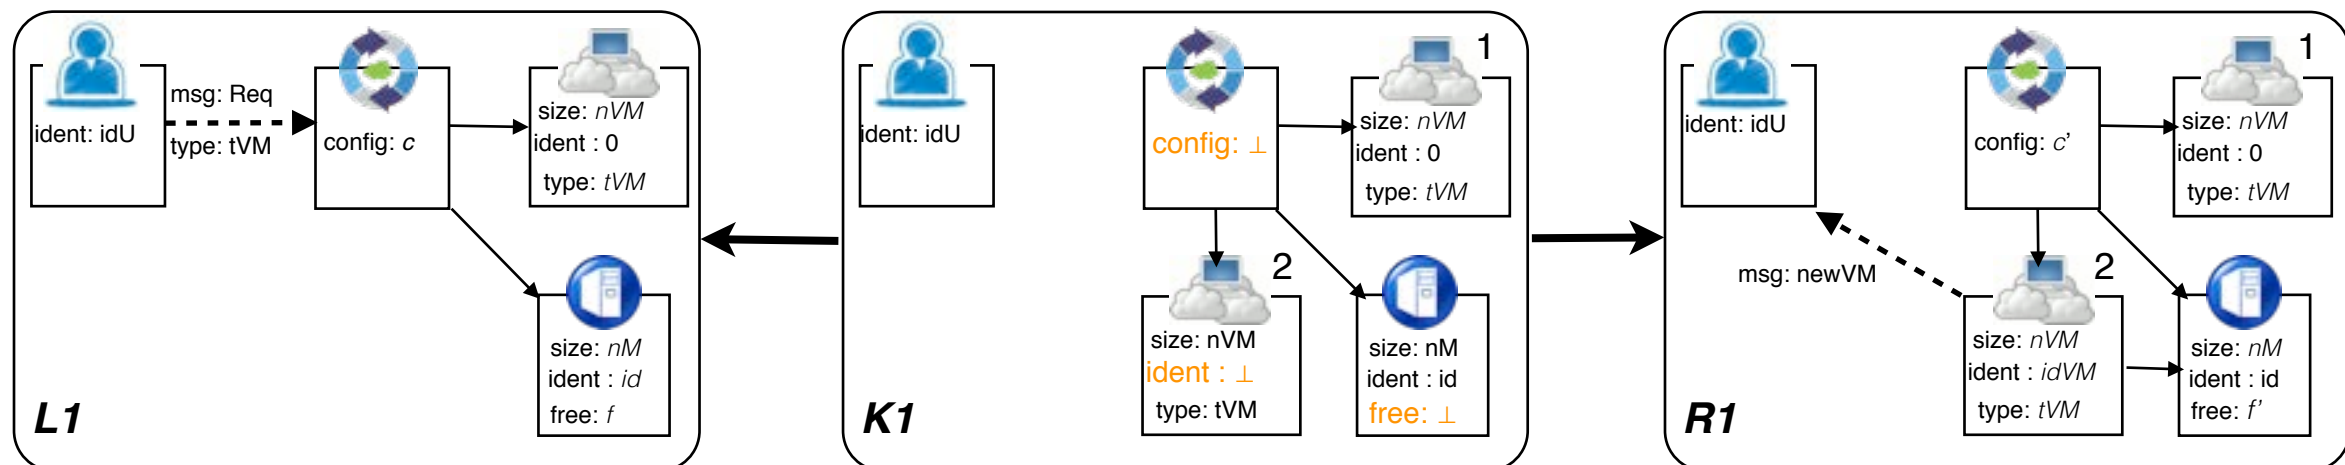 msg: Req
ident: idU
type: tVM
config: c
size: nVM
ident : 0
type: tVM
size: nM
ident : id
free: f
L1
ident: idU
config: ⊥
1
size: nVM
ident : 0
type: tVM
2
size: nVM
ident : ⊥
type: tVM
size: nM
ident : id
free: ⊥
K1
ident: idU
config: c'
1
size: nVM
ident : 0
type: tVM
msg: newVM
2
size: nVM
ident : idVM
type: tVM
size: nM
ident : id
free: f'
R1